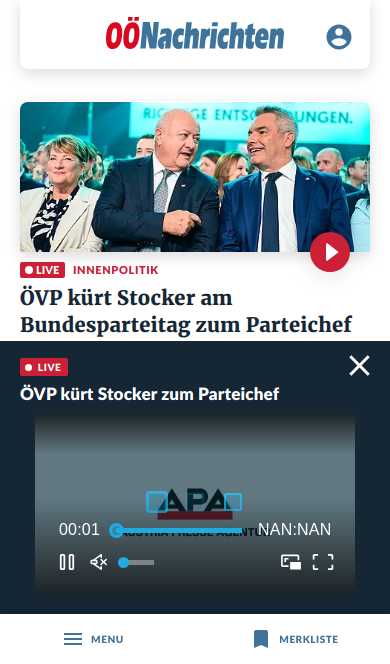 OÖNachrichten
RICHTIGE ENTSCHEIDUNGEN.
LIVE INNENPOLITIK
ÖVP kürt Stocker am
Bundesparteitag zum Parteichef
LIVE
ÖVP kürt Stocker zum Parteichef
APA
AUSTRIA PRESSE AGENTUR
00:01 NAN:NAN
MENU MERKLISTE